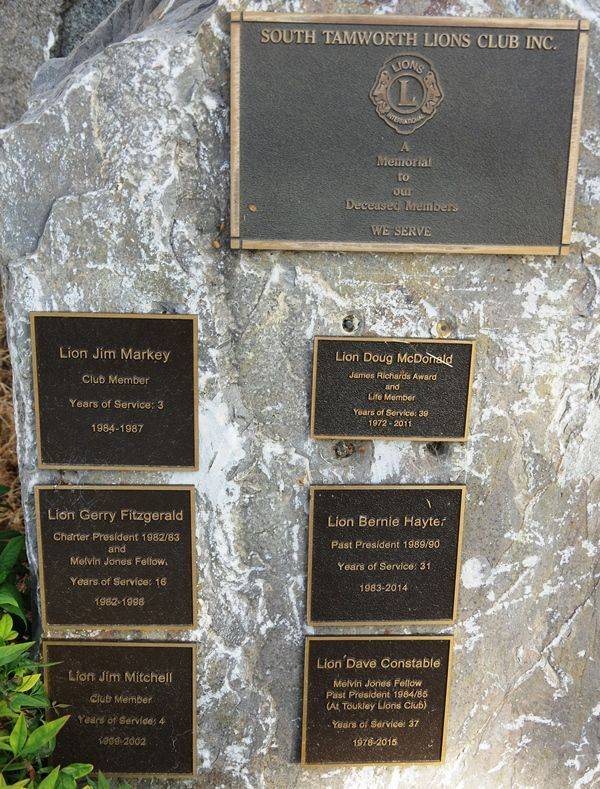 SOUTH TAMWORTH LIONS CLUB INC.
LIONS
L
INTERNATIONAL
A
Memorial
to
our
Deceased Members
WE SERVE
Lion Jim Markey
Club Member
Years of Service: 3
1984-1987
Lion Doug McDonald
James Richards Award
and
Life Member
Years of Service: 39
1972 - 2011
Lion Gerry Fitzgerald
Charter President 1982/83
and
Melvin Jones Fellow.
Years of Service: 16
1982-1998
Lion Bernie Hayter
Past President 1989/90
Years of Service: 31
1983-2014
Lion Jim Mitchell
Club Member
Years of Service: 4
1999-2002
Lion Dave Constable
Melvin Jones Fellow
Past President 1984/85
(At Toukley Lions Club)
Years of Service: 37
1978-2015